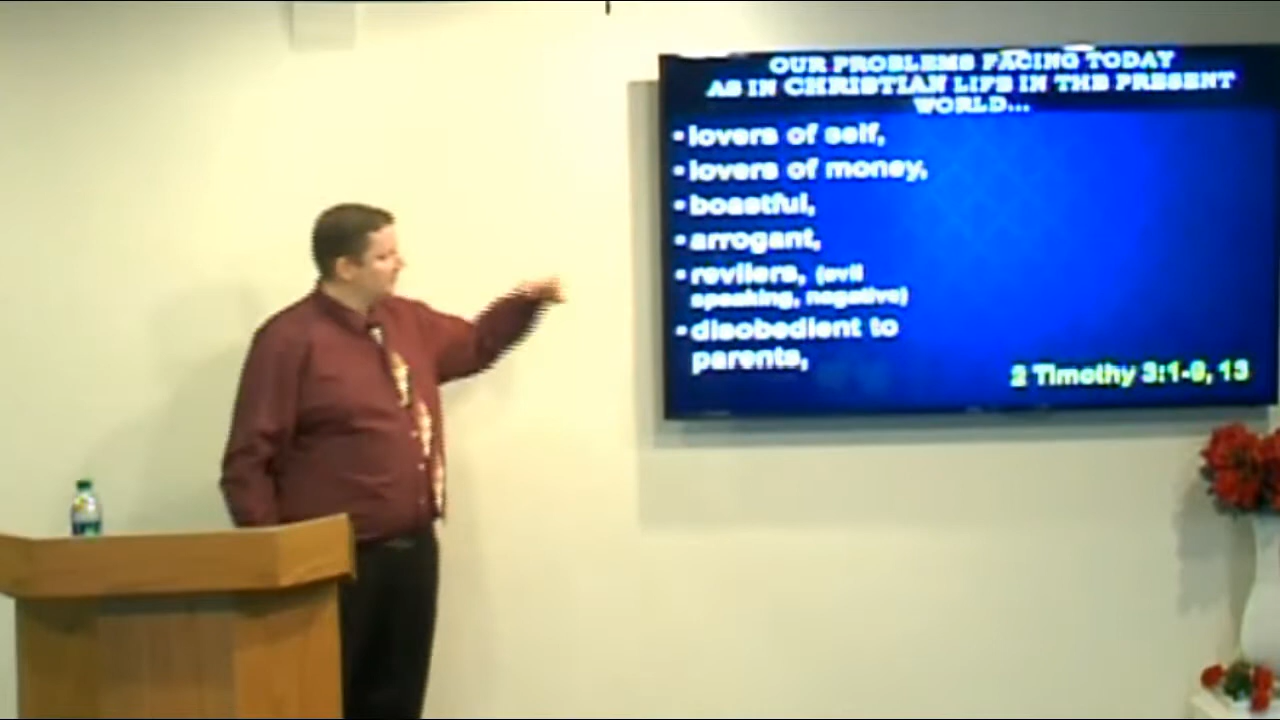 OUR PROBLEMS FACING TODAY
AS IN CHRISTIAN LIFE IN THE PRESENT
WORLD...
• lovers of self,
• lovers of money,
• boastful,
• arrogant,
• revilers, (evil
speaking, negative)
• disobedient to
parents,
2 Timothy 3:1-9, 13